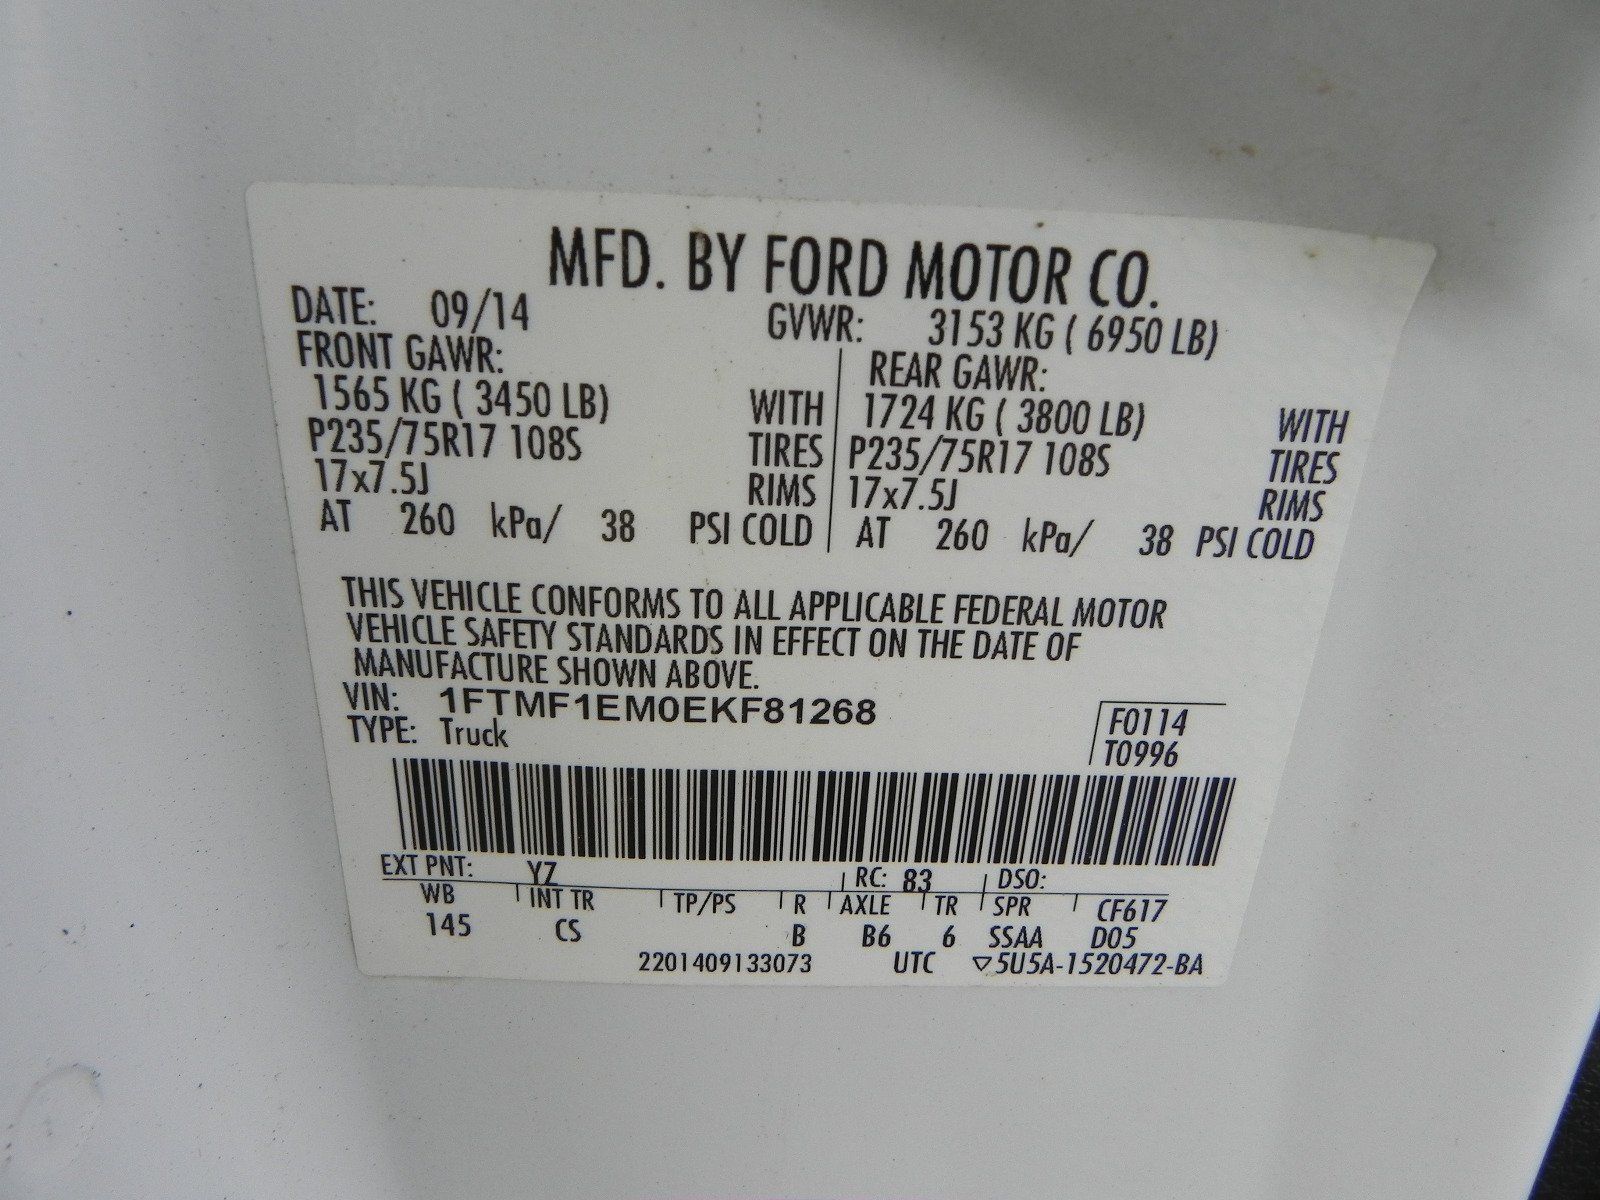 MFD. BY FORD MOTOR CO.
DATE: 09/14 GVWR: 3153 KG ( 6950 LB)
FRONT GAWR: REAR GAWR:
1565 KG ( 3450 LB) WITH 1724 KG ( 3800 LB) WITH
P235/75R17 108S TIRES P235/75R17 108S TIRES
17x7.5J RIMS 17x7.5J RIMS
AT 260 kPa/ 38 PSI COLD AT 260 kPa/ 38 PSI COLD
THIS VEHICLE CONFORMS TO ALL APPLICABLE FEDERAL MOTOR
VEHICLE SAFETY STANDARDS IN EFFECT ON THE DATE OF
MANUFACTURE SHOWN ABOVE.
VIN: 1FTMF1EM0EKF81268 F0114
TYPE: Truck T0996
EXT PNT: YZ RC: 83 DSO:
WB INT TR TP/PS R AXLE TR SPR CF617
145 CS B B6 6 SSAA D05
2201409133073 UTC ▽5U5A-1520472-BA